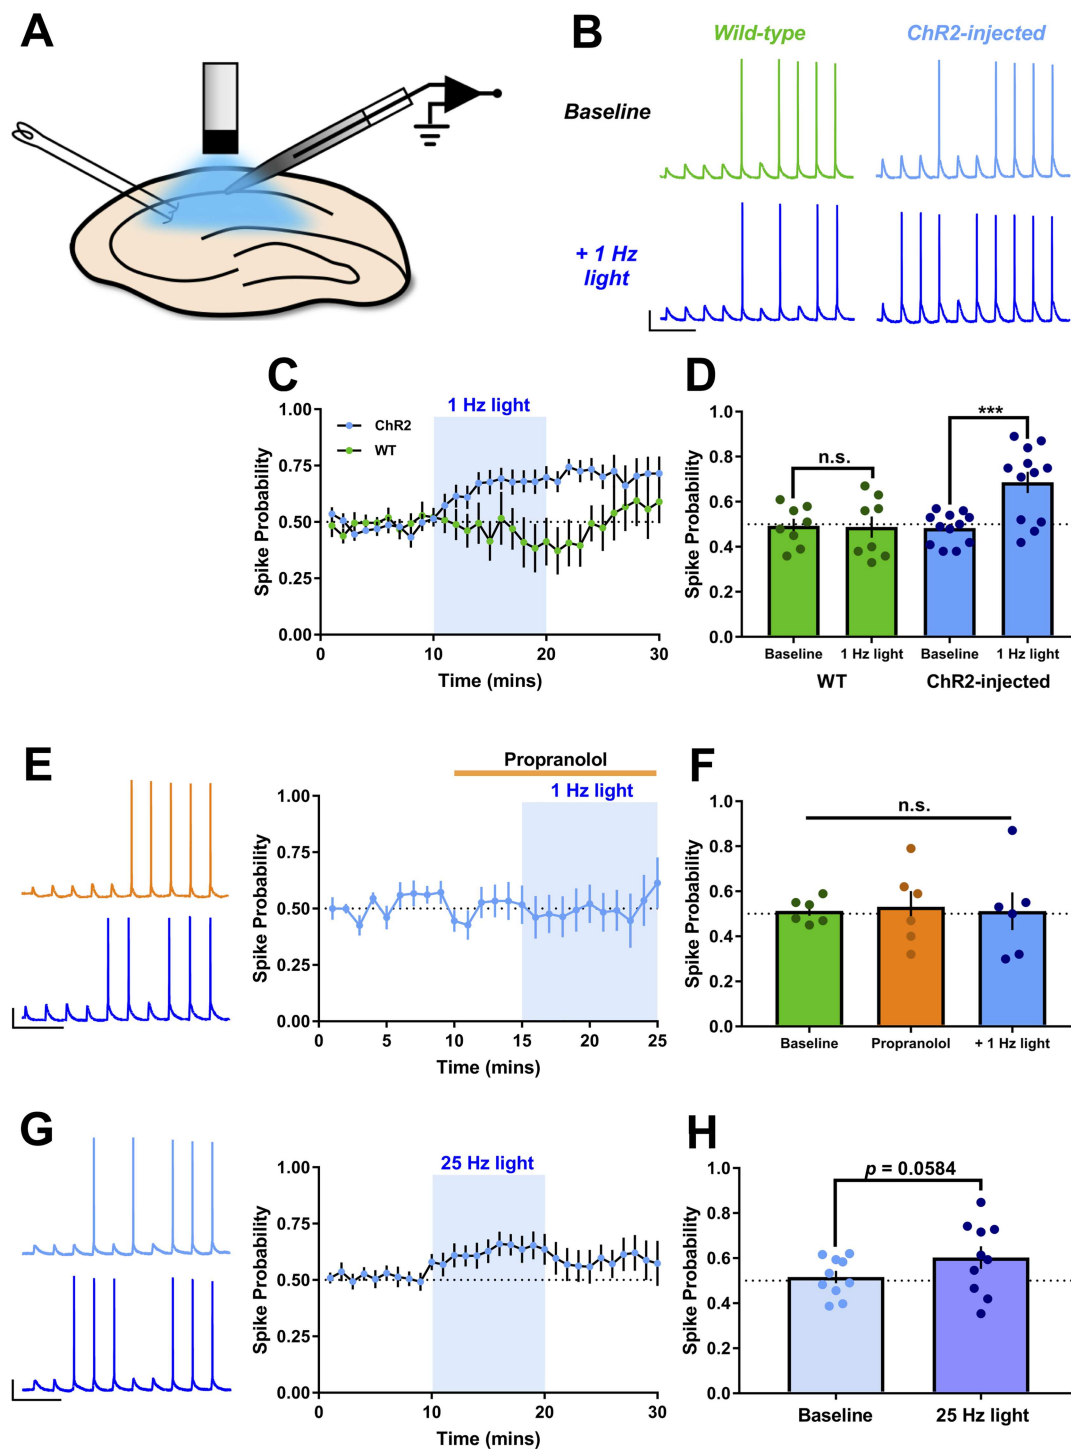 A
B
Wild-type
ChR2-injected
Baseline
+ 1 Hz
light
C
1 Hz light
ChR2
WT
Spike Probability
1.00
0.75
0.50
0.25
0.00
0
10
20
30
Time (mins)
D
***
n.s.
Spike Probability
1.0
0.8
0.6
0.4
0.2
0.0
Baseline
1 Hz light
Baseline
1 Hz light
WT
ChR2-injected
E
Propranolol
1 Hz light
Spike Probability
1.00
0.75
0.50
0.25
0.00
0
5
10
15
20
25
Time (mins)
F
n.s.
Spike Probability
1.0
0.8
0.6
0.4
0.2
0.0
Baseline
Propranolol
+ 1 Hz light
G
25 Hz light
Spike Probability
1.00
0.75
0.50
0.25
0.00
0
10
20
30
Time (mins)
H
p = 0.0584
Spike Probability
1.0
0.8
0.6
0.4
0.2
0.0
Baseline
25 Hz light